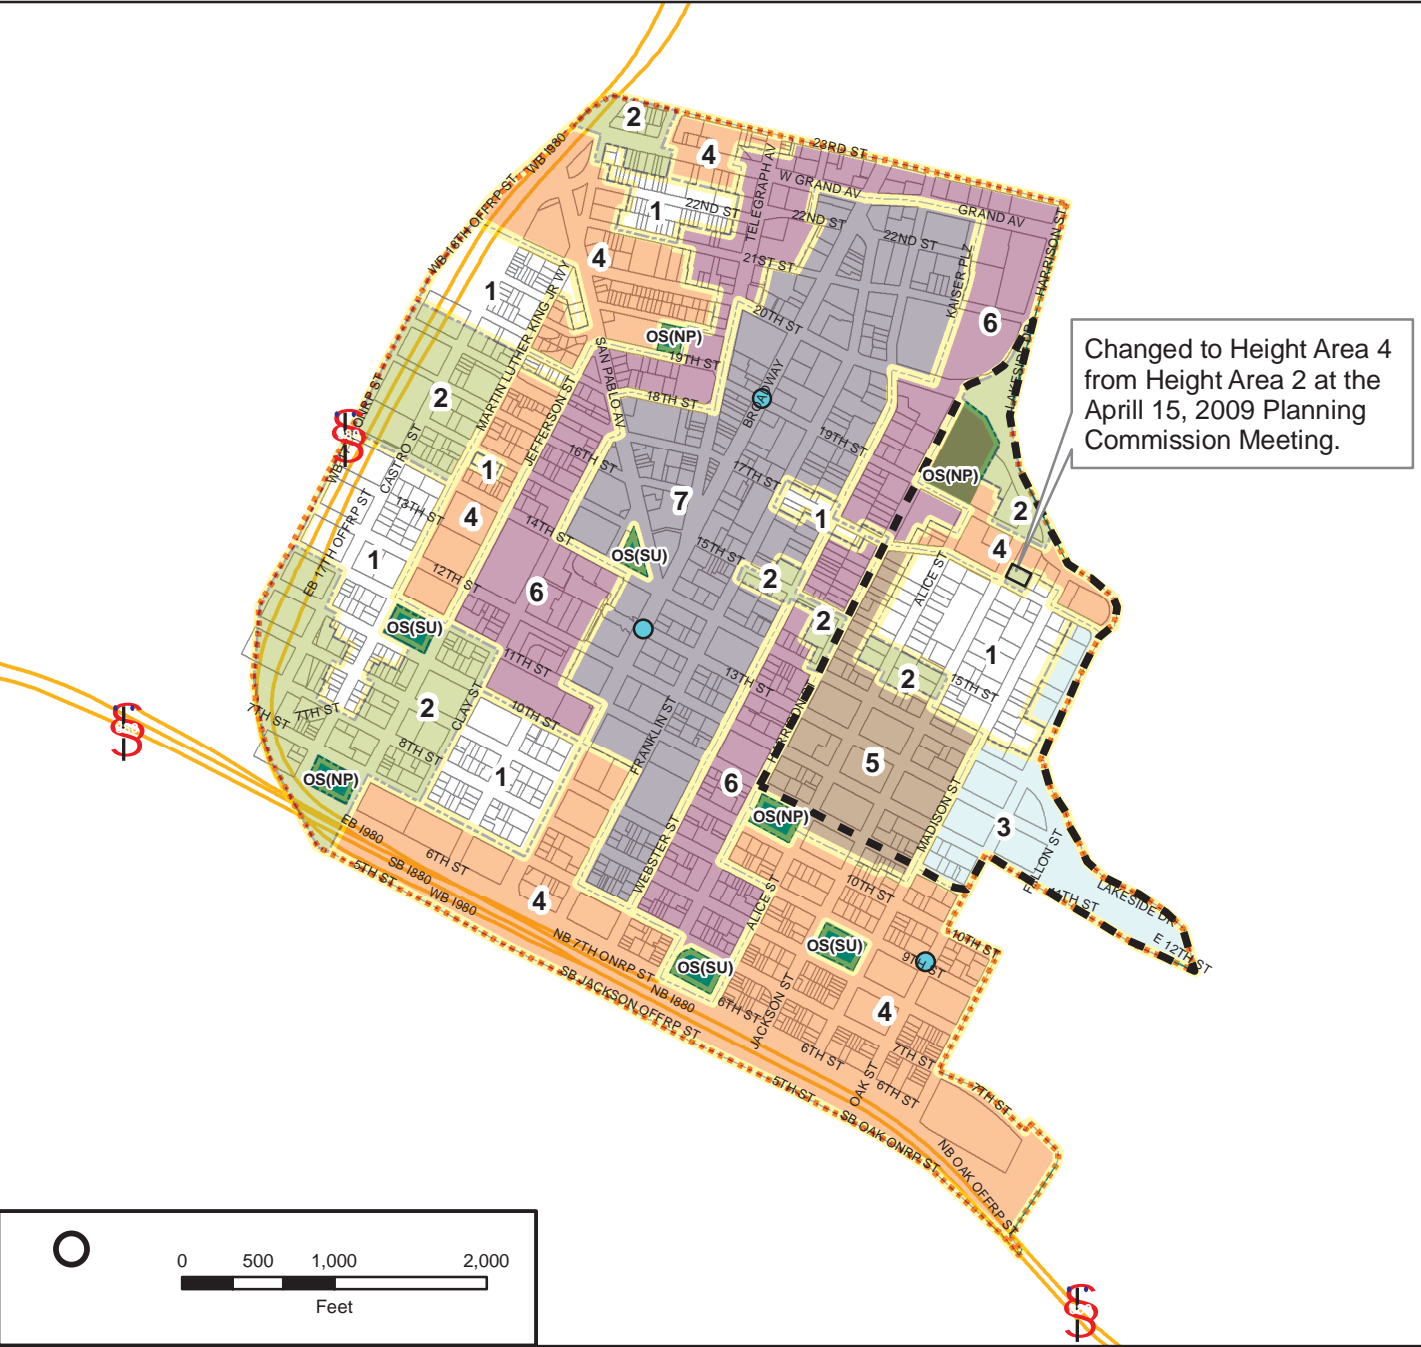 2
4
23RD ST
WB I980
W GRAND AV
TELEGRAPH AV
GRAND AV
WB 18TH OFFRP ST
1
22ND ST
22ND ST
22ND ST
HARRISON ST
4
21ST ST
KAISER PLZ
1
MARTIN LUTHER KING JR WY
20TH ST
6
OS(NP)
19TH ST
SAN PABLO AV
LAKESIDE DR
Changed to Height Area 4
from Height Area 2 at the
Aprill 15, 2009 Planning
Commission Meeting.
2
18TH ST
BROADWAY
JEFFERSON ST
CASTRO ST
16TH ST
19TH ST
1
17TH ST
OS(NP)
7
2
13TH ST
4
14TH ST
1
EB 17TH OFFRP ST
OS(SU)
15TH ST
4
1
12TH ST
2
ALICE ST
6
2
OS(SU)
1
11TH ST
13TH ST
2
15TH ST
7TH ST
7TH ST
2
CLAY ST
10TH ST
FRANKLIN ST
8TH ST
5
OS(NP)
1
6
OS(NP)
MADISON ST
3
EB I980
WEBSTER ST
FALLON ST
6TH ST
SB I880
5TH ST
WB I980
4
10TH ST
ALICE ST
LAKESIDE DR
E 12TH ST
NB 7TH ONRP ST
OS(SU)
10TH ST
9TH ST
OS(SU)
SB JACKSON OFFRP ST
NB I880
6TH ST
JACKSON ST
4
6TH ST
7TH ST
5TH ST
OAK ST
6TH ST
7TH ST
SB OAK ONRP ST
NB OAK OFFRP ST
0 500 1,000 2,000
Feet